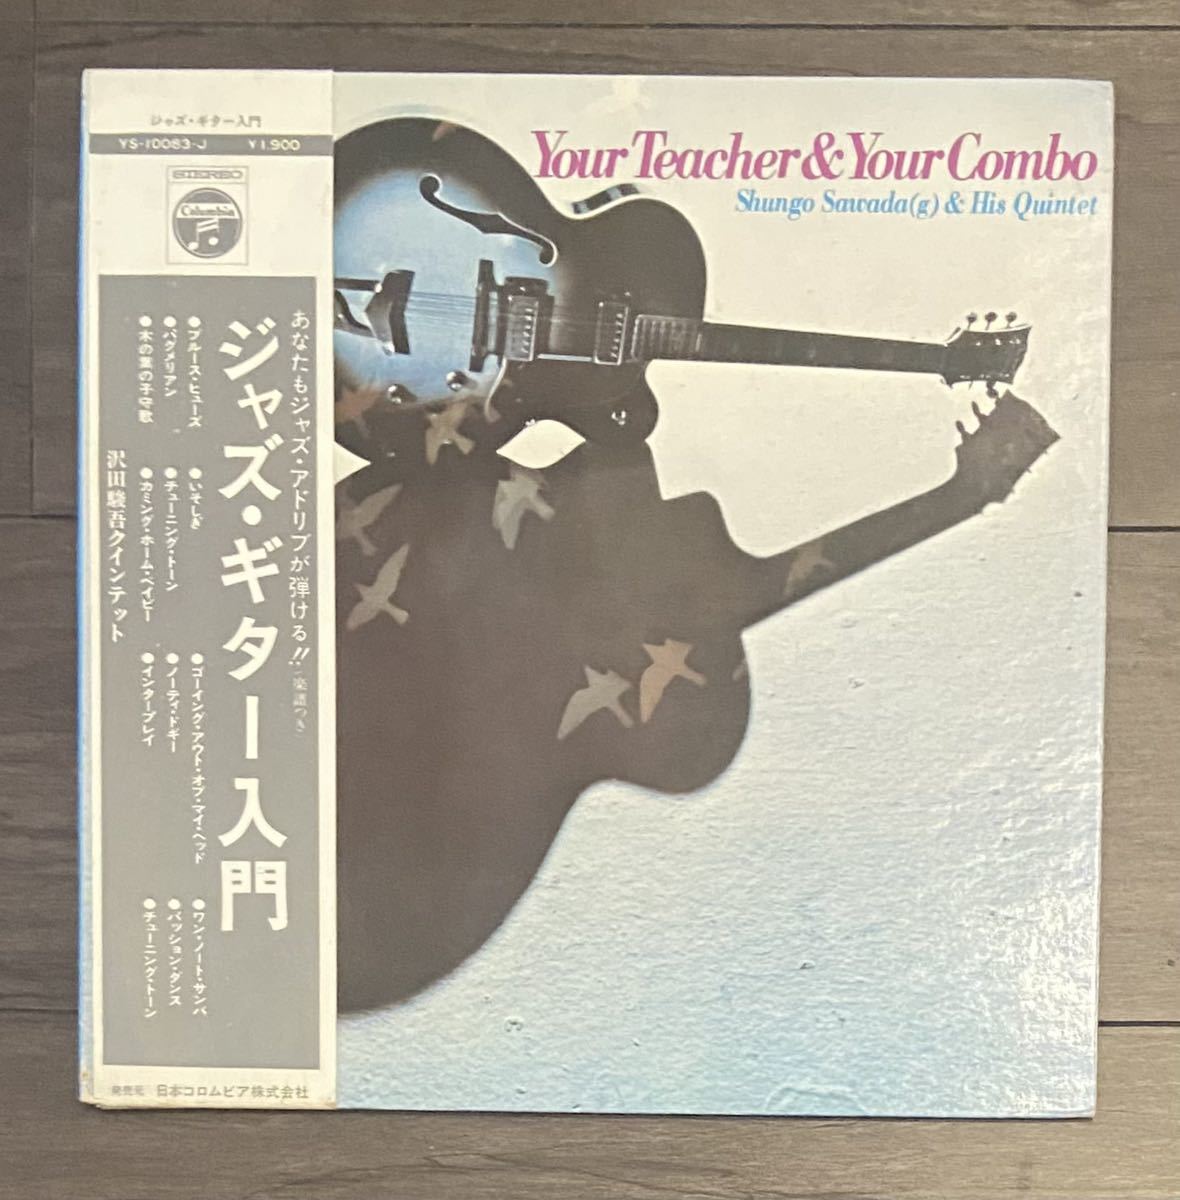 ジャズ・ギター入門
YS-10083-J ¥1,900
STEREO
Columbia
あなたもジャズ・アドリブが弾ける!! 楽譜つき
ジャズ・ギター入門
●ブルース・ヒューズ
●パグメリアン
●木の葉の子守歌
●いそしぎ
●チューニング・トーン
●カミング・ホーム・ベイビー
●ゴーイング・アウト・オブ・マイ・ヘッド
●ノーティ・ドギー
●インタープレイ
●ワン・ノート・サンバ
●パッション・ダンス
●チューニング・トーン
沢田駿吾クインテット
発売元 日本コロムビア株式会社
Your Teacher & Your Combo
Shungo Sawada(g) & His Quintet